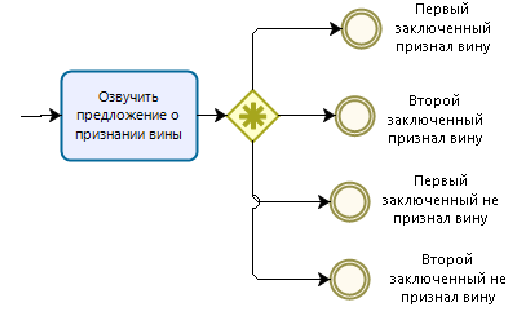 Озвучить
предложение о
признании вины
Первый
заключенный
признал вину
Второй
заключенный
признал вину
Первый
заключенный не
признал вину
Второй
заключенный не
признал вину